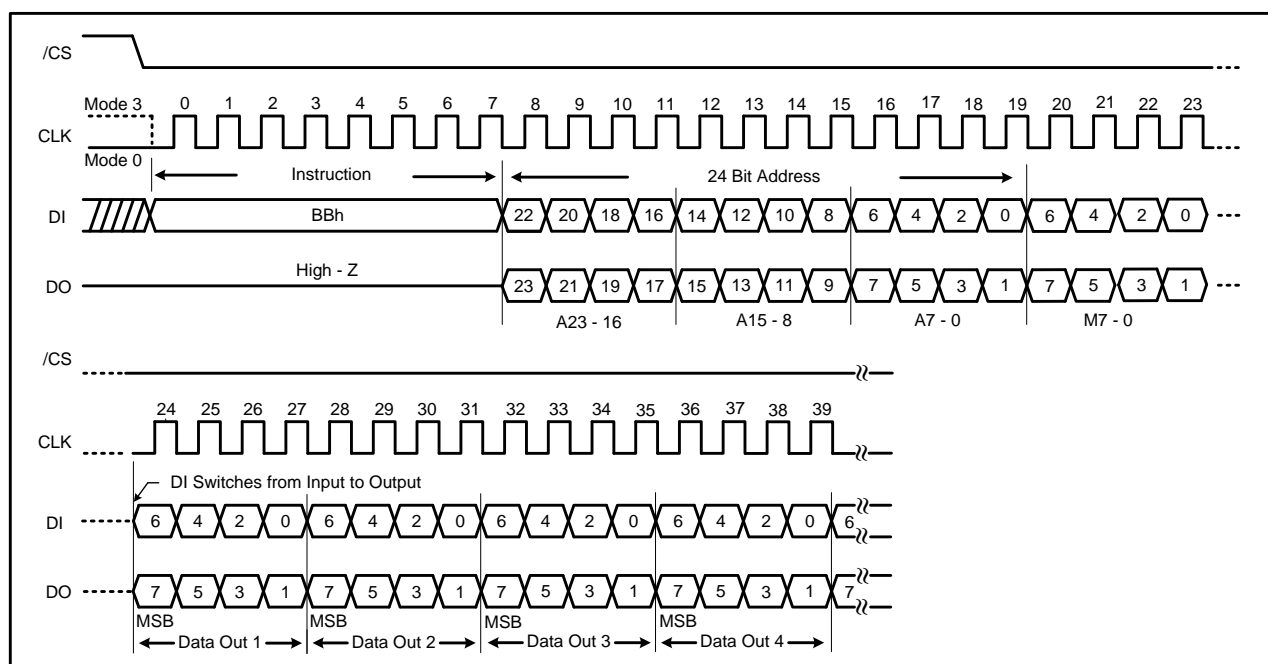 /CS
Mode 3 0 1 2 3 4 5 6 7 8 9 10 11 12 13 14 15 16 17 18 19 20 21 22 23
CLK
Mode 0
Instruction 24 Bit Address
DI BBh 22 20 18 16 14 12 10 8 6 4 2 0 6 4 2 0
High - Z
DO 23 21 19 17 15 13 11 9 7 5 3 1 7 5 3 1
A23 - 16 A15 - 8 A7 - 0 M7 - 0
/CS
24 25 26 27 28 29 30 31 32 33 34 35 36 37 38 39
CLK
DI Switches from Input to Output
DI 6 4 2 0 6 4 2 0 6 4 2 0 6 4 2 0 6
DO 7 5 3 1 7 5 3 1 7 5 3 1 7 5 3 1 7
MSB MSB MSB MSB
Data Out 1 Data Out 2 Data Out 3 Data Out 4